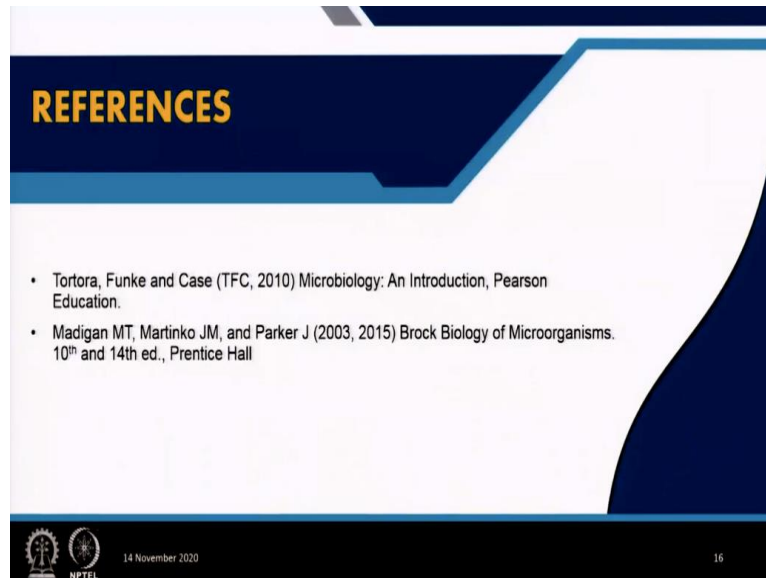 REFERENCES
• Tortora, Funke and Case (TFC, 2010) Microbiology: An Introduction, Pearson
Education.
• Madigan MT, Martinko JM, and Parker J (2003, 2015) Brock Biology of Microorganisms.
10th and 14th ed., Prentice Hall
NPTEL
14 November 2020
16